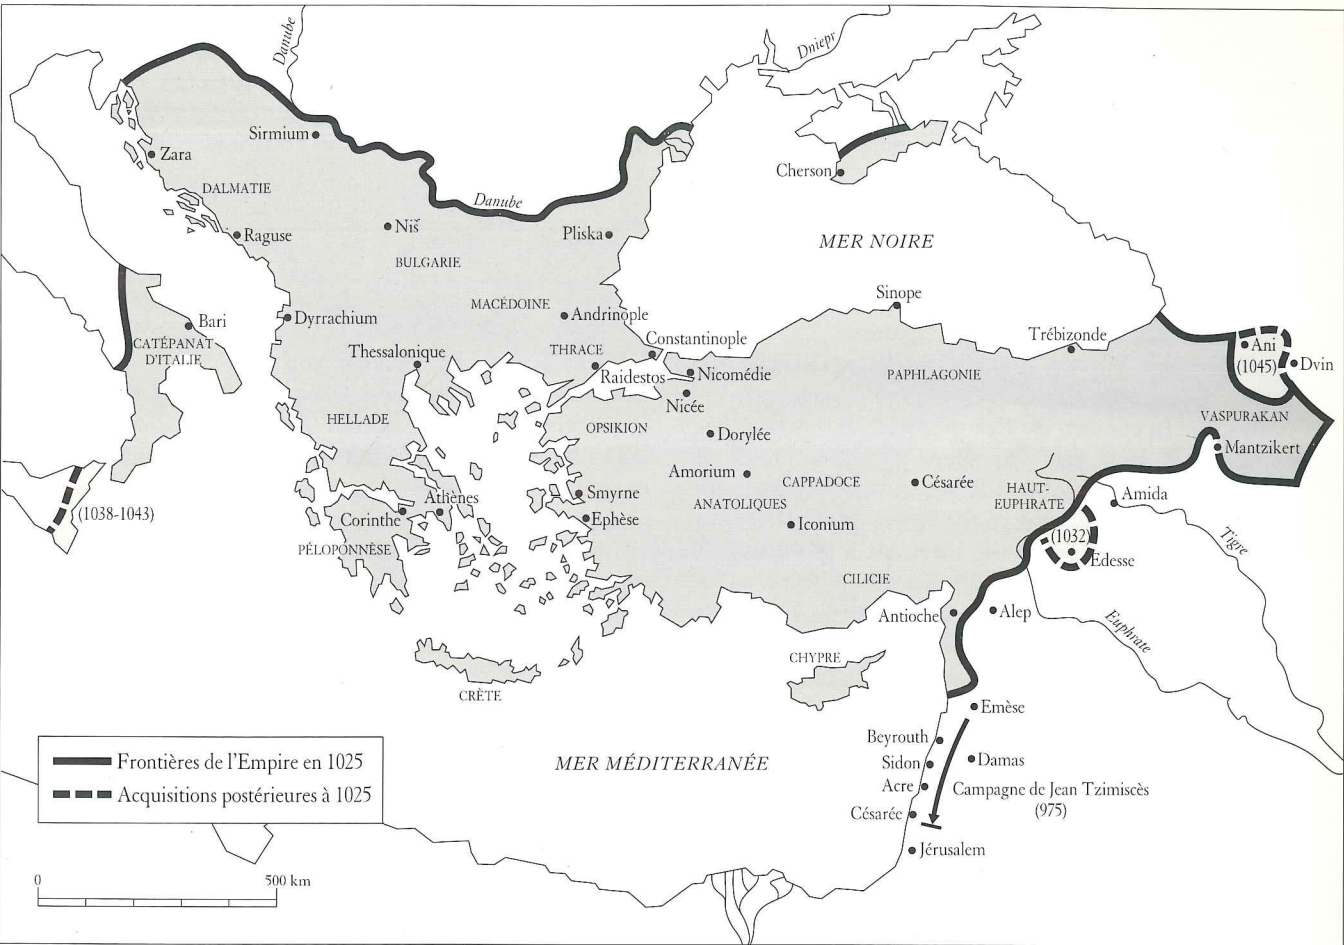 Danube
Dniepr
Sirmium
Zara
DALMATIE
Cherson
Danube
Raguse
Niš
Pliska
BULGARIE
MER NOIRE
MACÉDOINE
Andrinople
Sinope
Bari
Dyrrachium
CATÉPANAT
D'ITALIE
Constantinople
Trébizonde
Ani
(1045)
Dvin
Thessalonique
THRACE
Raidestos
Nicomédie
PAPHLAGONIE
Nicée
HELLADE
OPSIKION
VASPURAKAN
Dorylée
Mantzikert
Amorium
CAPPADOCE
Césarée
HAUT-
EUPHRATE
Amida
Athènes
Smyrne
ANATOLIQUES
(1038-1043)
Corinthe
Ephèse
Iconium
(1032)
Edesse
Tigre
PÉLOPONNÈSE
CILICIE
Antioche
Alep
Euphrate
CHYPRE
CRÈTE
Emèse
Beyrouth
Sidon
Damas
MER MÉDITERRANÉE
Acre
Campagne de Jean Tzimiscès
(975)
Césarée
Jérusalem
Frontières de l'Empire en 1025
Acquisitions postérieures à 1025
0
500 km